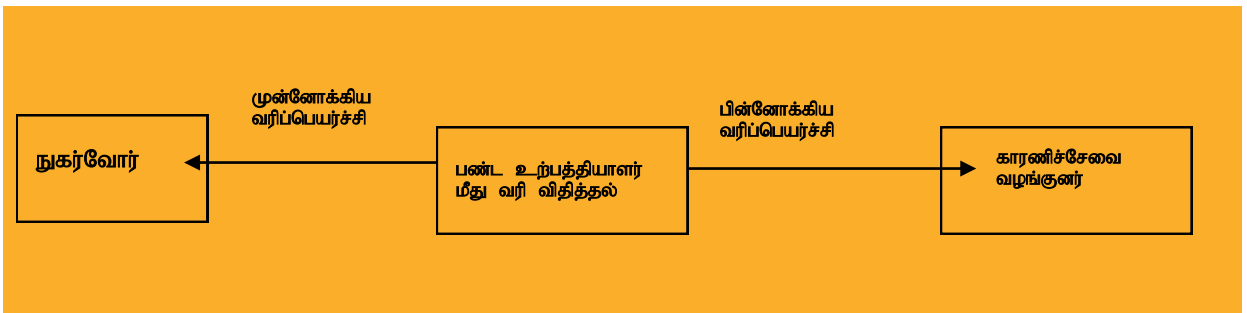 முன்னோக்கிய
வரிப்பெயர்ச்சி
நுகர்வோர்
பண்ட உற்பத்தியாளர்
மீது வரி விதித்தல்
பின்னோக்கிய
வரிப்பெயர்ச்சி
காரணிச்சேவை
வழங்குனர்